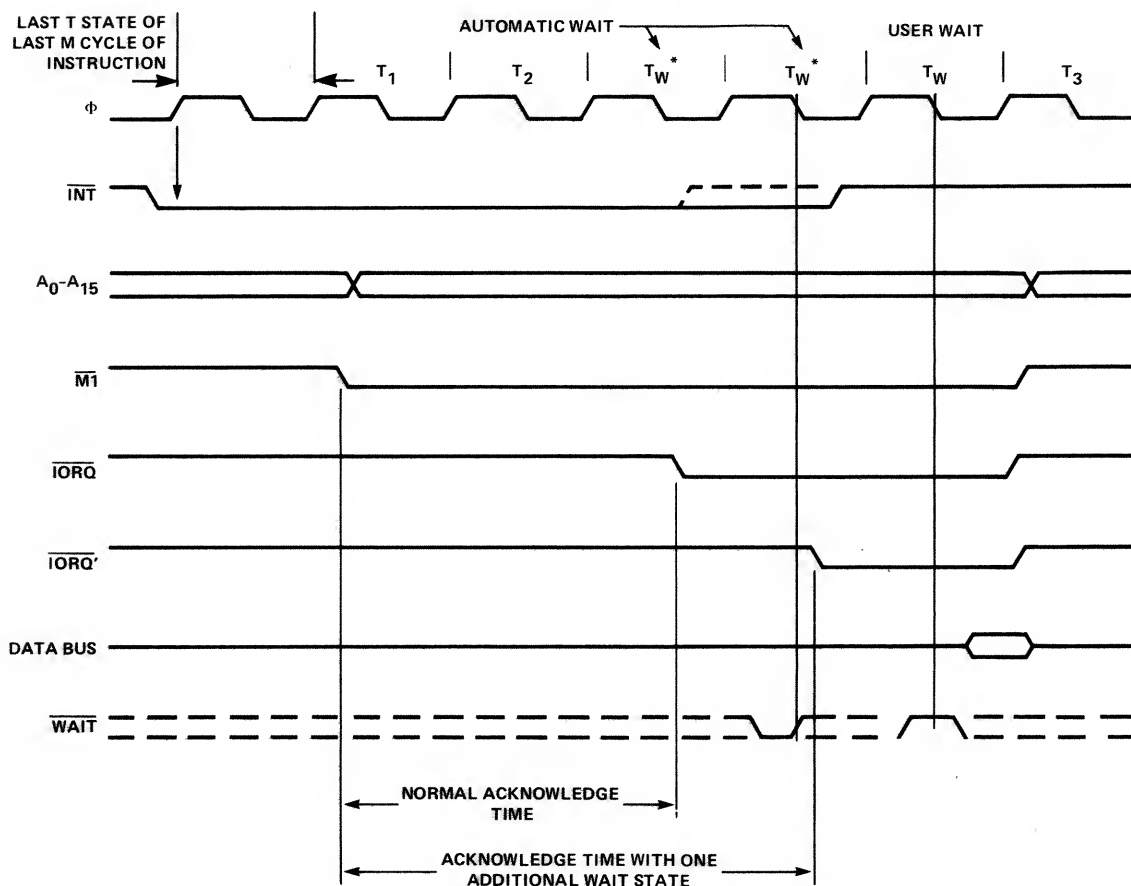 LAST T STATE OF
LAST M CYCLE OF
INSTRUCTION
AUTOMATIC WAIT
USER WAIT
T1 T2 TW* TW* TW T3
Φ
INT
A0-A15
M1
IORQ
IORQ'
DATA BUS
WAIT
NORMAL ACKNOWLEDGE
TIME
ACKNOWLEDGE TIME WITH ONE
ADDITIONAL WAIT STATE